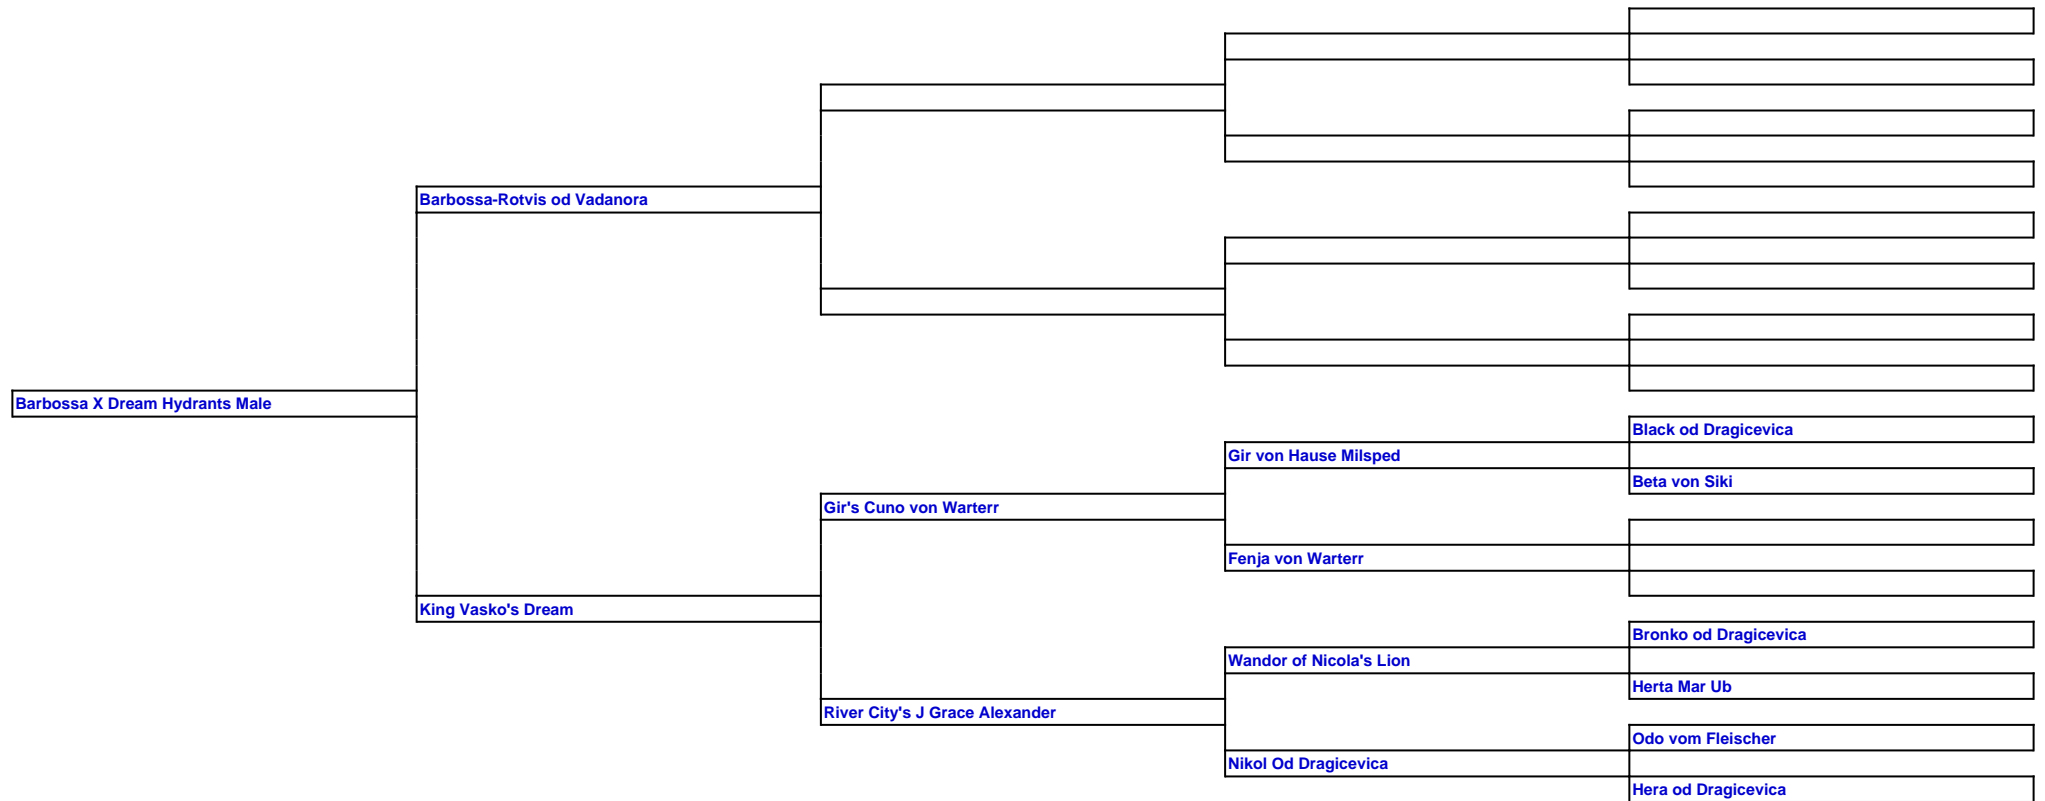 Barbossa-Rotvis od Vadanora
Barbossa X Dream Hydrants Male
Black od Dragicevica
Gir von Hause Milsped
Beta von Siki
Gir's Cuno von Warterr
Fenja von Warterr
King Vasko's Dream
Bronko od Dragicevica
Wandor of Nicola's Lion
Herta Mar Ub
River City's J Grace Alexander
Odo vom Fleischer
Nikol Od Dragicevica
Hera od Dragicevica